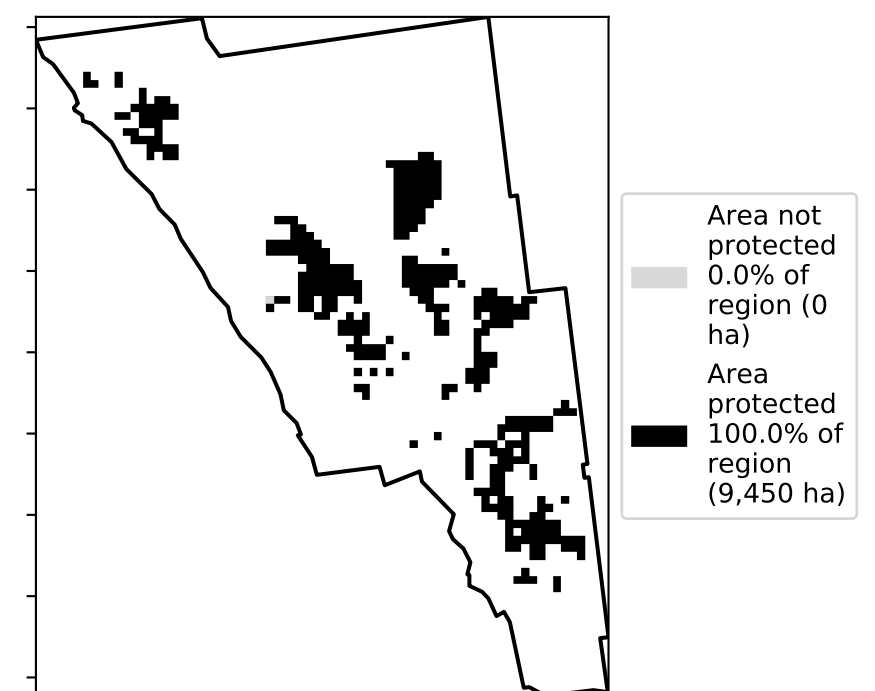 Area not
protected
0.0% of
region (0
ha)
Area
protected
100.0% of
region
(9,450 ha)